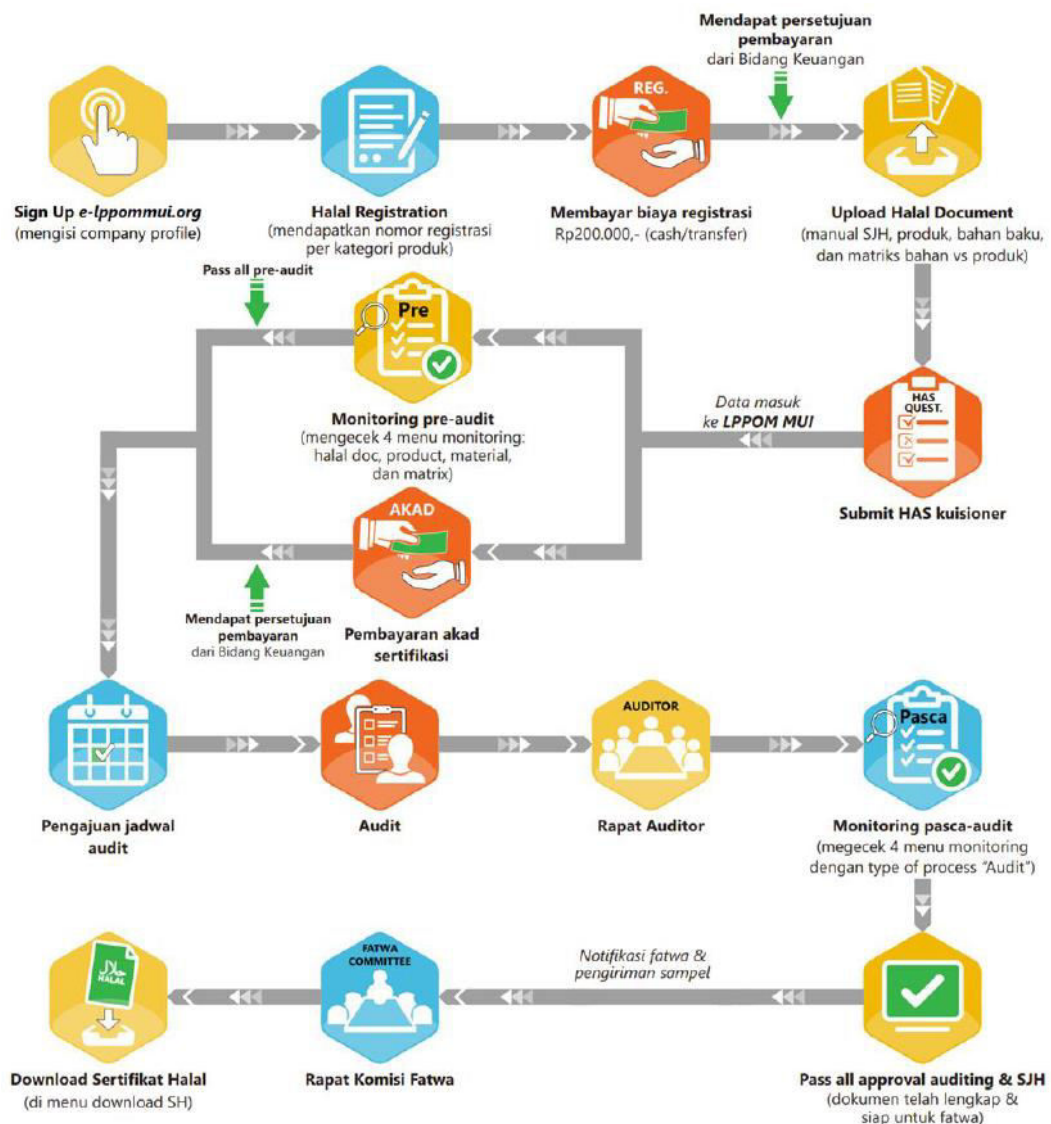 Mendapat persetujuan
pembayaran
dari Bidang Keuangan
REG.
Sign Up e-lppommui.org
(mengisi company profile)
Halal Registration
(mendapatkan nomor registrasi
per kategori produk)
Membayar biaya registrasi
Rp200.000,- (cash/transfer)
Upload Halal Document
(manual SJH, produk, bahan baku,
dan matriks bahan vs produk)
Pass all pre-audit
Pre
Monitoring pre-audit
(mengecek 4 menu monitoring:
halal doc, product, material,
dan matrix)
Data masuk
ke LPPOM MUI
HAS
QUEST.
Submit HAS kuisioner
AKAD
Mendapat persetujuan
pembayaran
dari Bidang Keuangan
Pembayaran akad
sertifikasi
Pengajuan jadwal
audit
Audit
AUDITOR
Rapat Auditor
Pasca
Monitoring pasca-audit
(megecek 4 menu monitoring
dengan type of process "Audit")
HALAL
Download Sertifikat Halal
(di menu download SH)
FATWA
COMMITTEE
Rapat Komisi Fatwa
Notifikasi fatwa &
pengiriman sampel
Pass all approval auditing & SJH
(dokumen telah lengkap &
siap untuk fatwa)